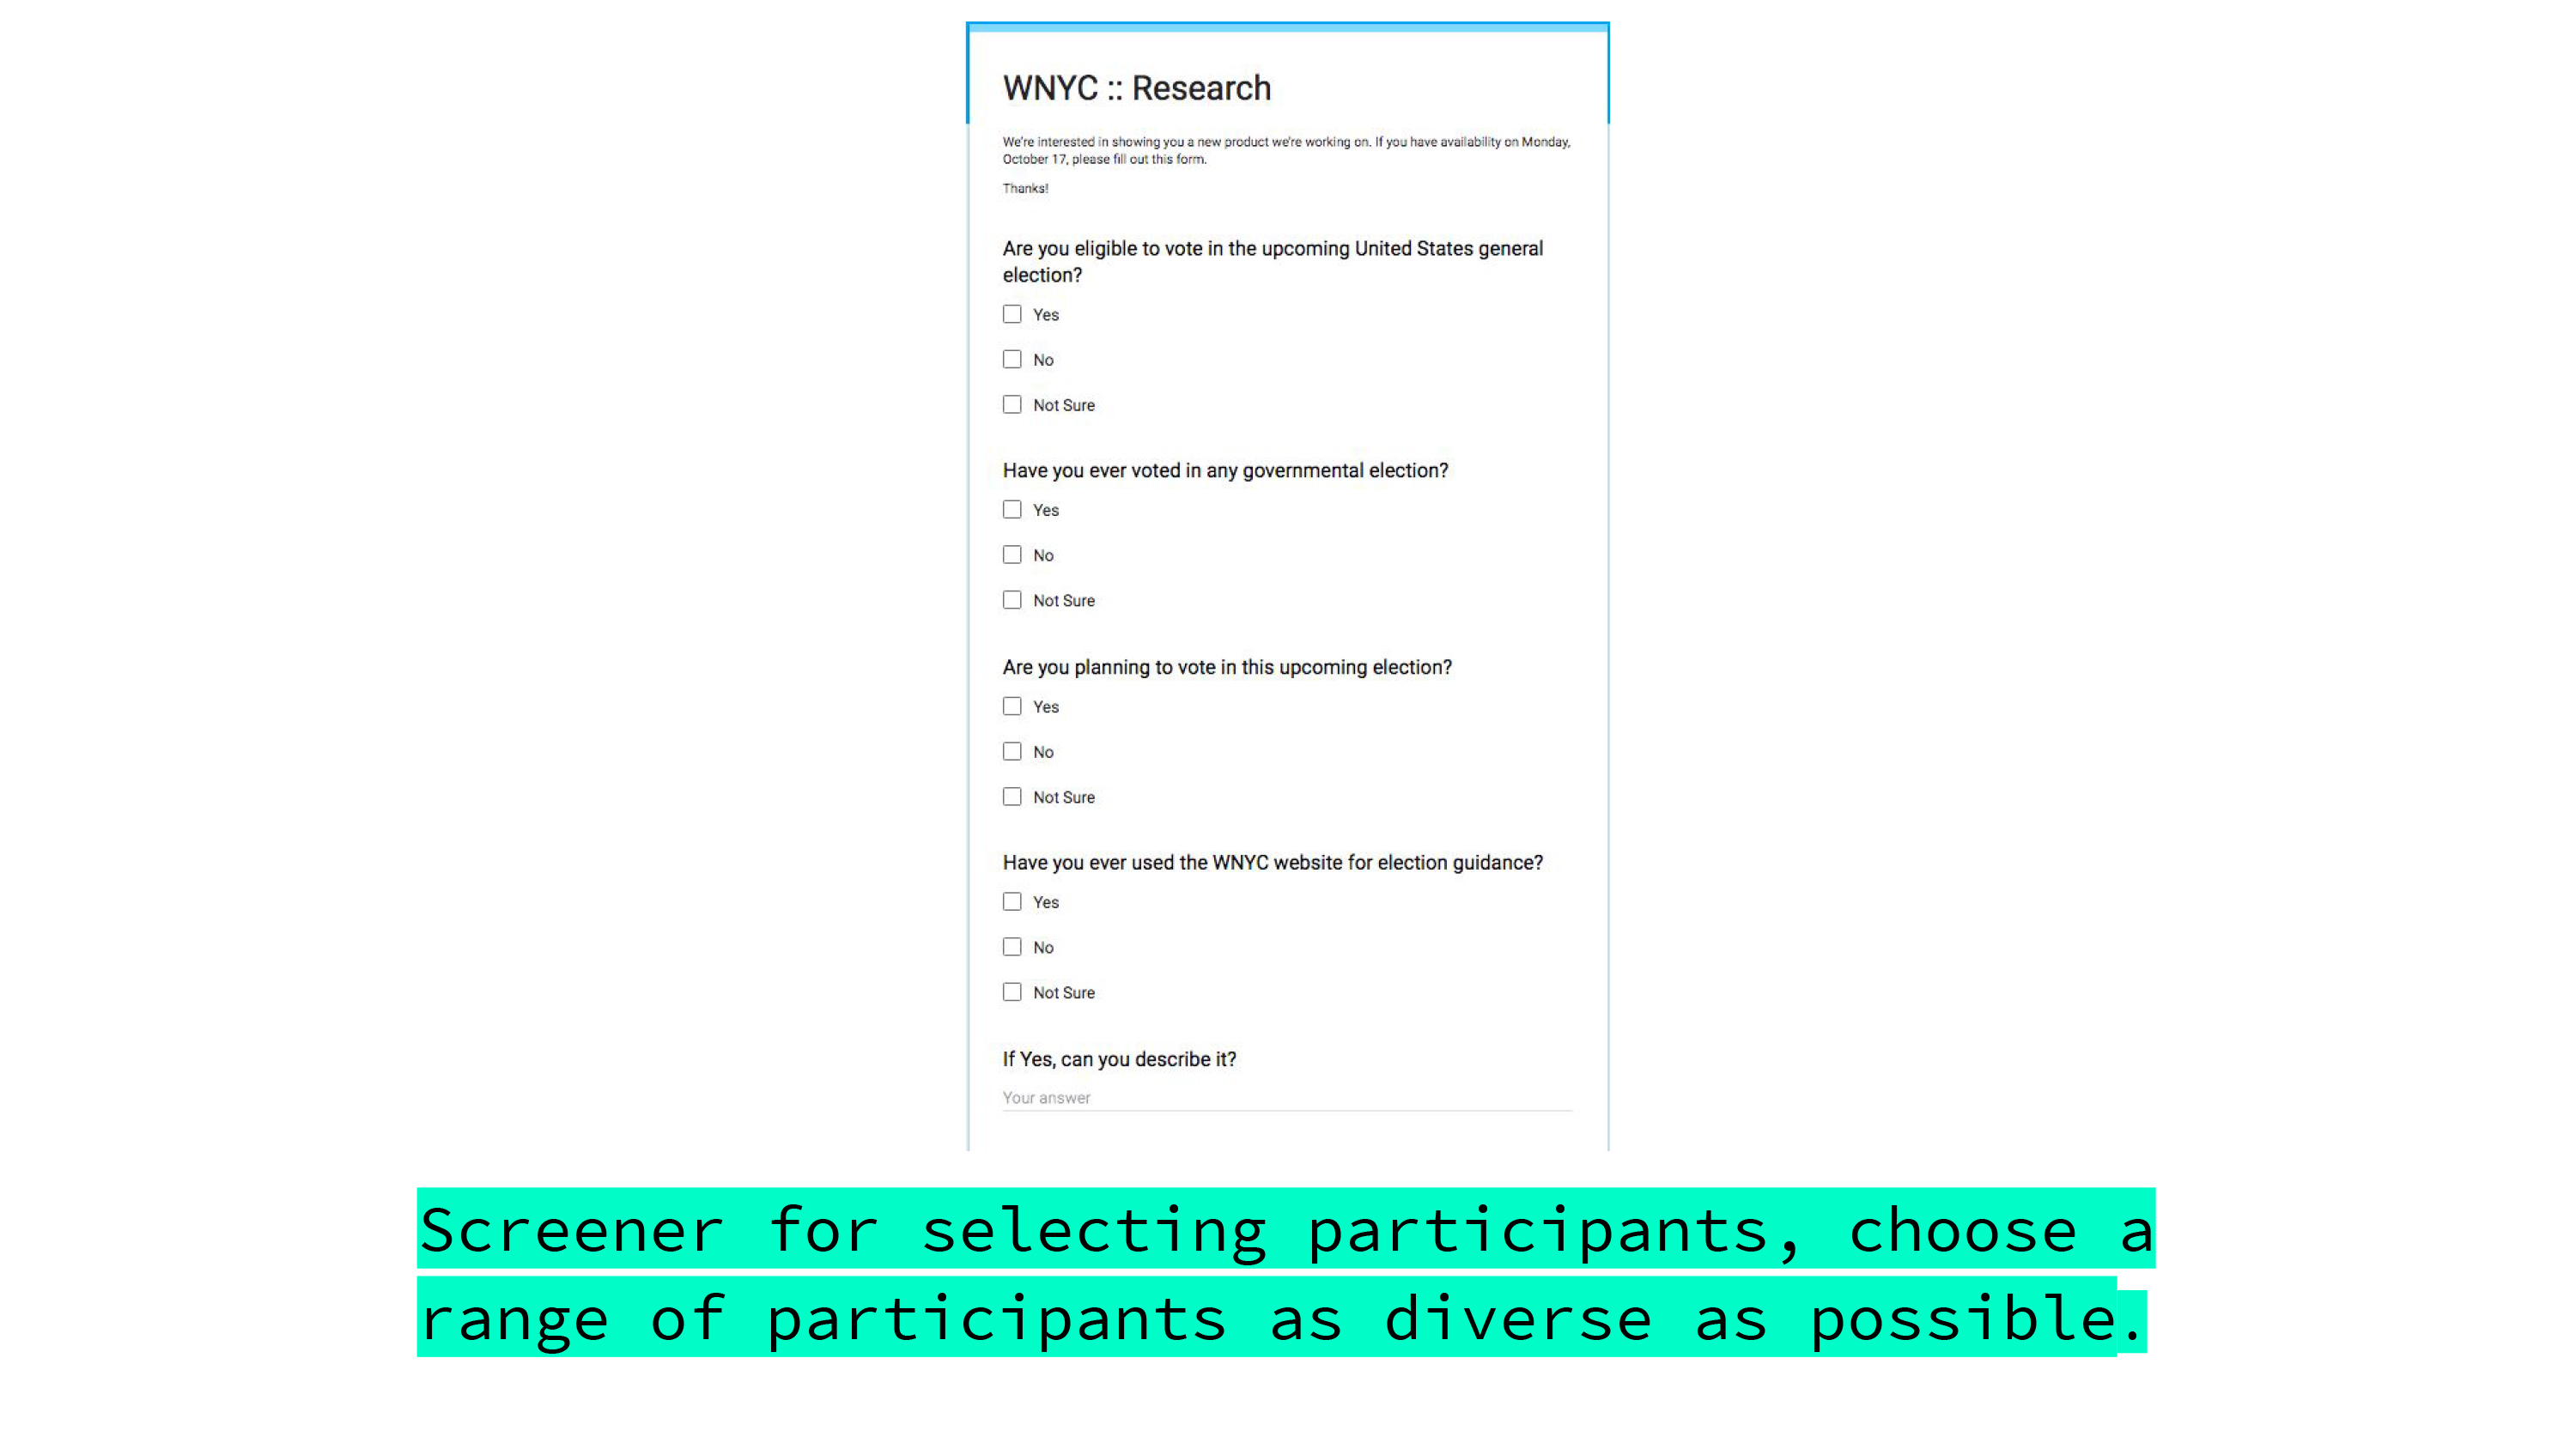 WNYC :: Research
We're interested in showing you a new product we're working on. If you have availability on Monday,
October 17, please fill out this form.
Thanks!
Are you eligible to vote in the upcoming United States general
election?
Yes
No
Not Sure
Have you ever voted in any governmental election?
Yes
No
Not Sure
Are you planning to vote in this upcoming election?
Yes
No
Not Sure
Have you ever used the WNYC website for election guidance?
Yes
No
Not Sure
If Yes, can you describe it?
Your answer
Screener for selecting participants, choose a
range of participants as diverse as possible.